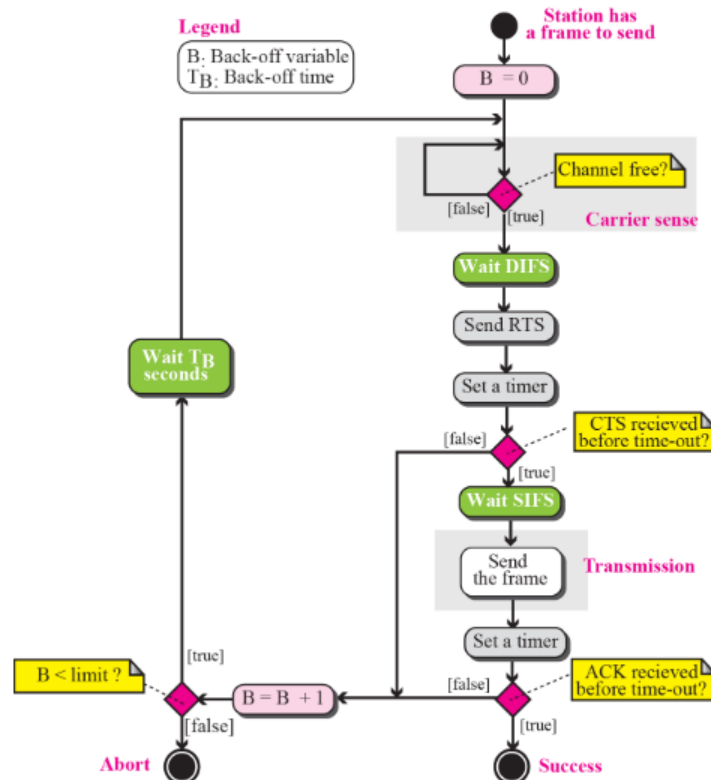 Legend
B: Back-off variable
TB: Back-off time
Station has
a frame to send
B = 0
Channel free?
[false]
[true]
Carrier sense
Wait DIFS
Send RTS
Wait TB
seconds
Set a timer
[false]
CTS recieved
before time-out?
[true]
Wait SIFS
Send
the frame
Transmission
Set a timer
B < limit ?
[true]
B = B + 1
[false]
ACK recieved
before time-out?
[false]
[true]
Abort
Success